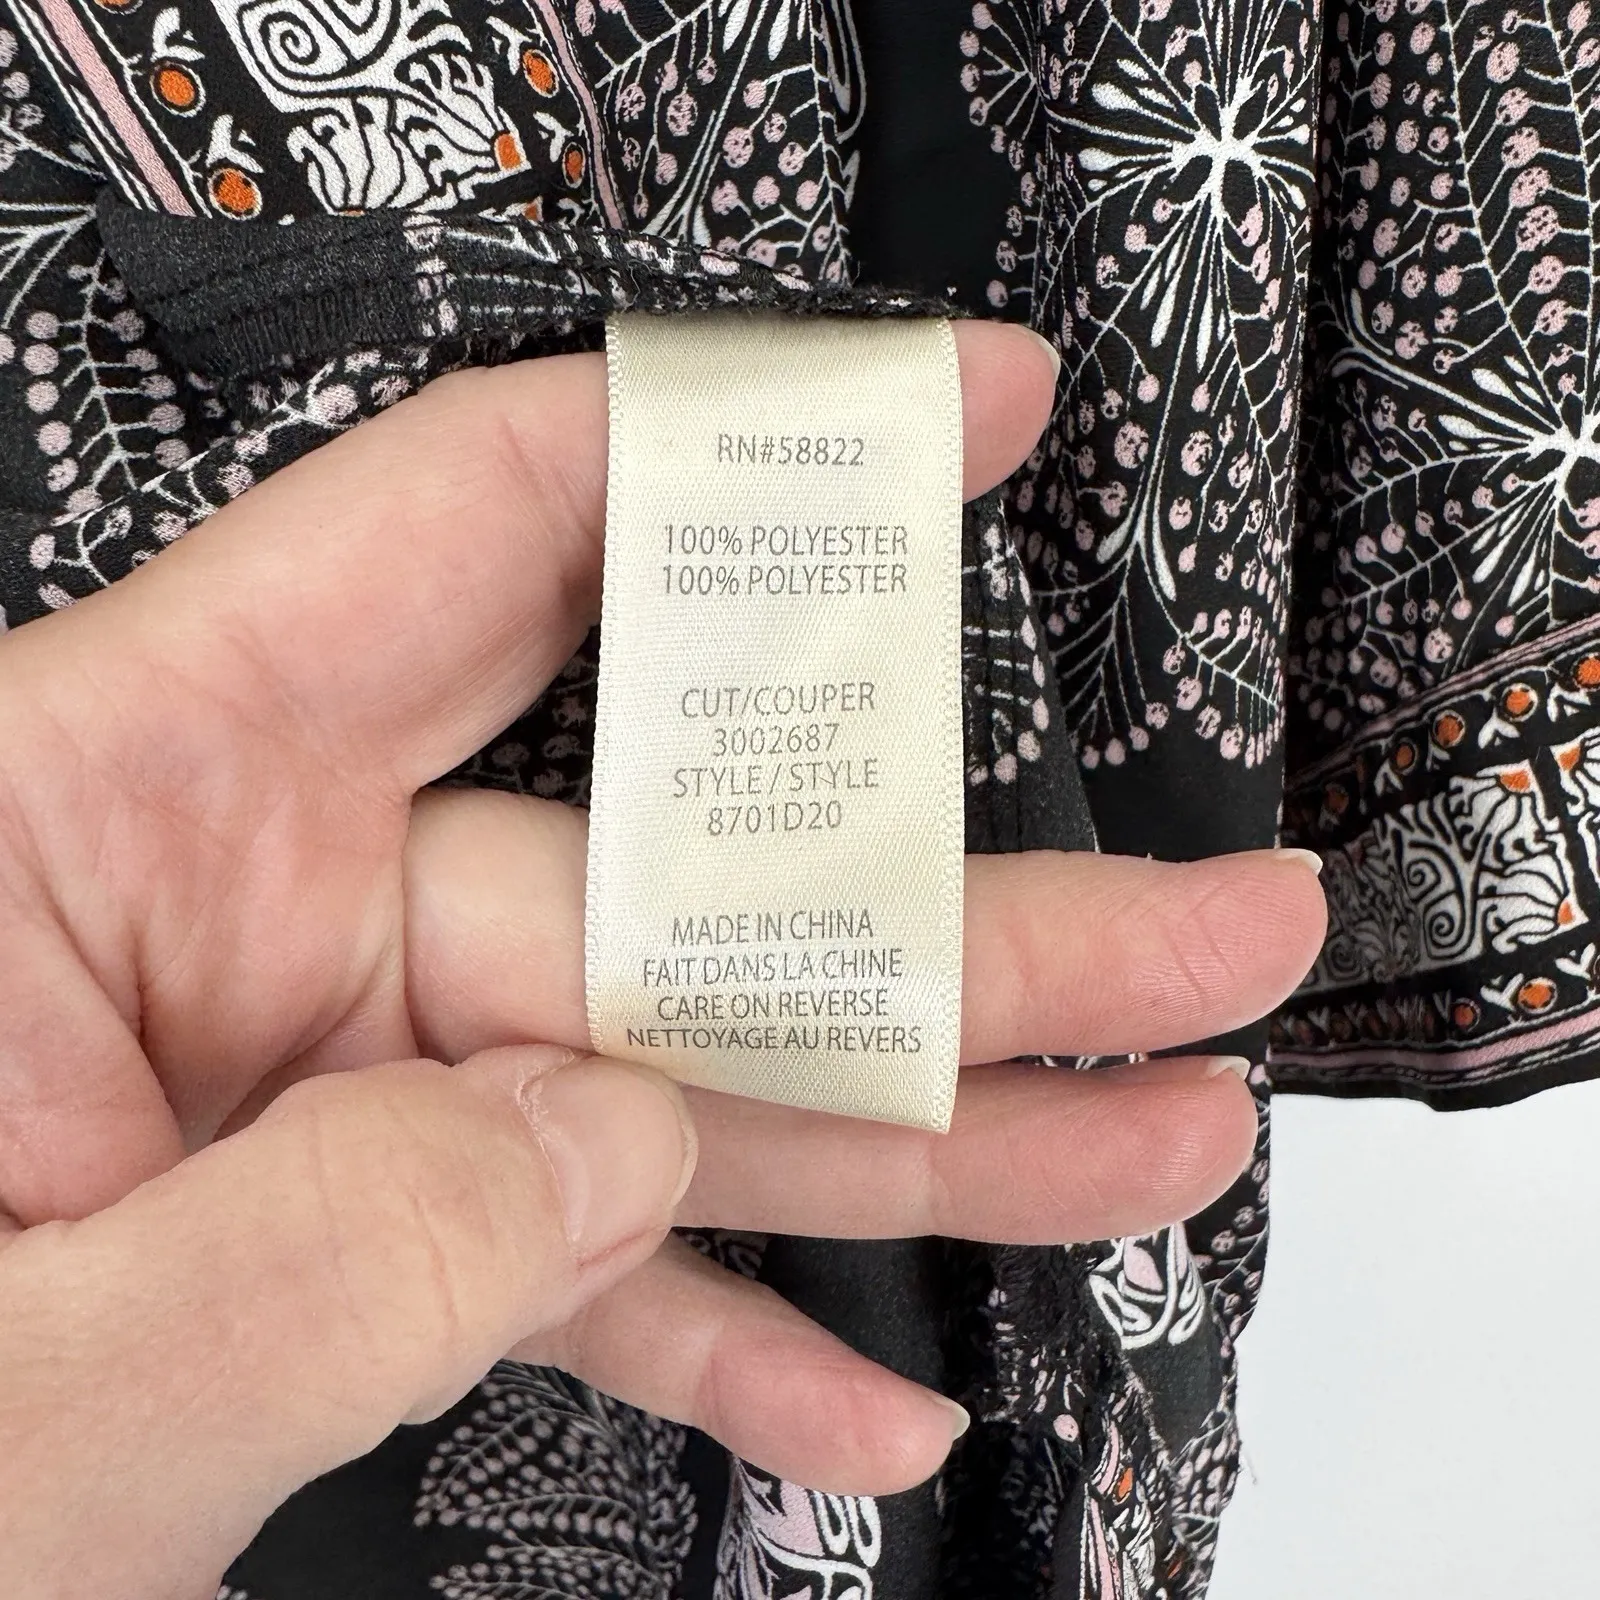 RN#58822
100% POLYESTER
100% POLYESTER
CUT/COUPER
3002687
STYLE / STYLE
8701D20
MADE IN CHINA
FAIT DANS LA CHINE
CARE ON REVERSE
NETTOYAGE AU REVERS